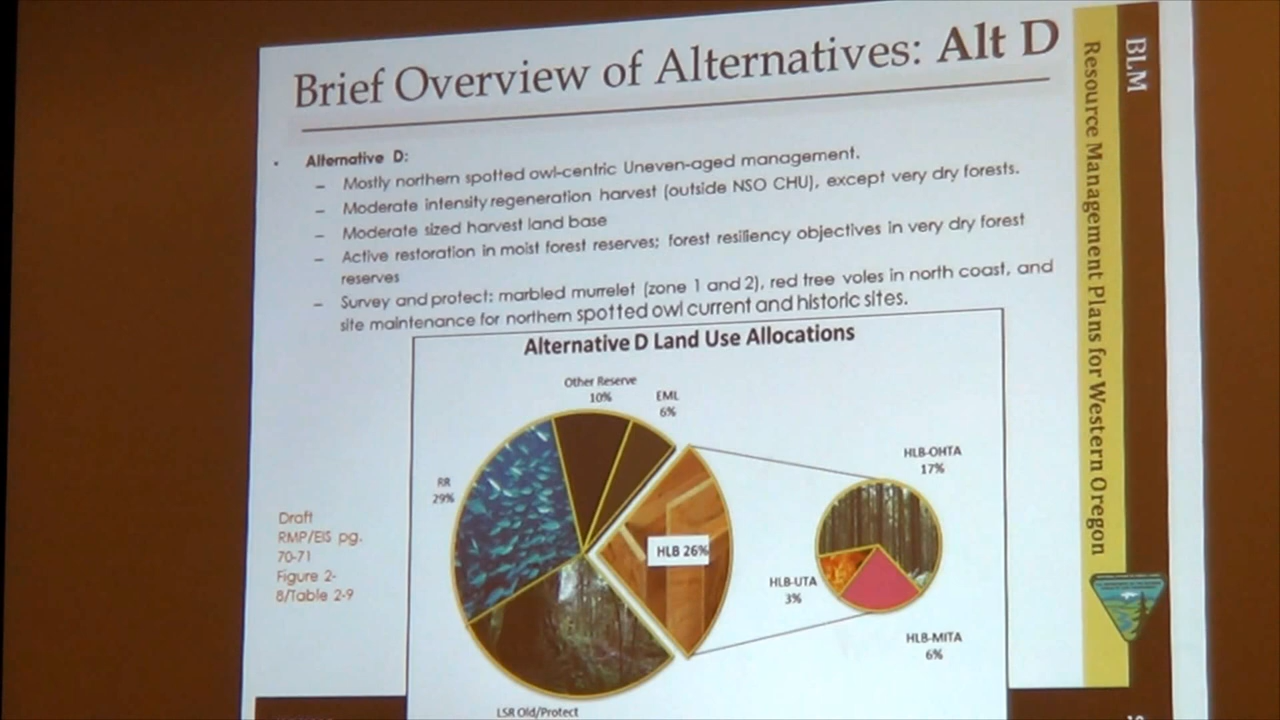 Brief Overview of Alternatives: Alt D
Alternative D:
– Mostly northern spotted owl-centric Uneven-aged management.
– Moderate intensity regeneration harvest (outside NSO CHU), except very dry forests.
– Moderate sized harvest land base
– Active restoration in moist forest reserves; forest resiliency objectives in very dry forest
reserves
– Survey and protect: marbled murrelet (zone 1 and 2), red tree voles in north coast, and
site maintenance for northern spotted owl current and historic sites.
Alternative D Land Use Allocations
Other Reserve
10%
EML
6%
RR
29%
HLB 26%
HLB-OHTA
17%
HLB-UTA
3%
HLB-MITA
6%
LSR Old/Protect
Draft
RMP/EIS pg.
70-71
Figure 2-
8/Table 2-9
BLM
Resource Management Plans for Western Oregon